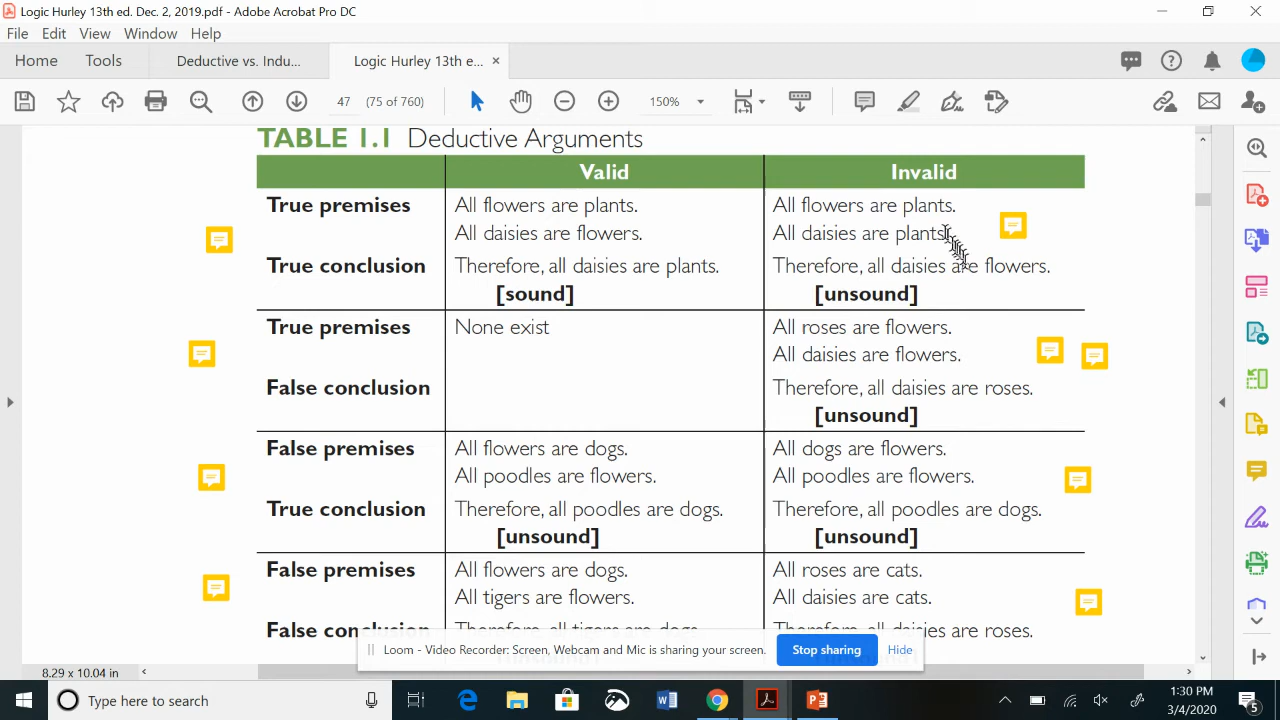 Logic Hurley 13th ed. Dec. 2, 2019.pdf - Adobe Acrobat Pro DC
File Edit View Window Help
Home Tools Deductive vs. Indu... Logic Hurley 13th e... ×
47 (75 of 760) 150%
TABLE 1.1 Deductive Arguments
Valid Invalid
True premises All flowers are plants. All flowers are plants.
All daisies are flowers. All daisies are plants.
True conclusion Therefore, all daisies are plants. Therefore, all daisies are flowers.
[sound] [unsound]
True premises None exist All roses are flowers.
All daisies are flowers.
False conclusion Therefore, all daisies are roses.
[unsound]
False premises All flowers are dogs. All dogs are flowers.
All poodles are flowers. All poodles are flowers.
True conclusion Therefore, all poodles are dogs. Therefore, all poodles are dogs.
[unsound] [unsound]
False premises All flowers are dogs. All roses are cats.
All tigers are flowers. All daisies are cats.
False conclusion Therefore, all tigers are dogs. Therefore, all daisies are roses.
Loom - Video Recorder: Screen, Webcam and Mic is sharing your screen. Stop sharing Hide
8.29 x 10.04 in
Type here to search
1:30 PM
3/4/2020
5